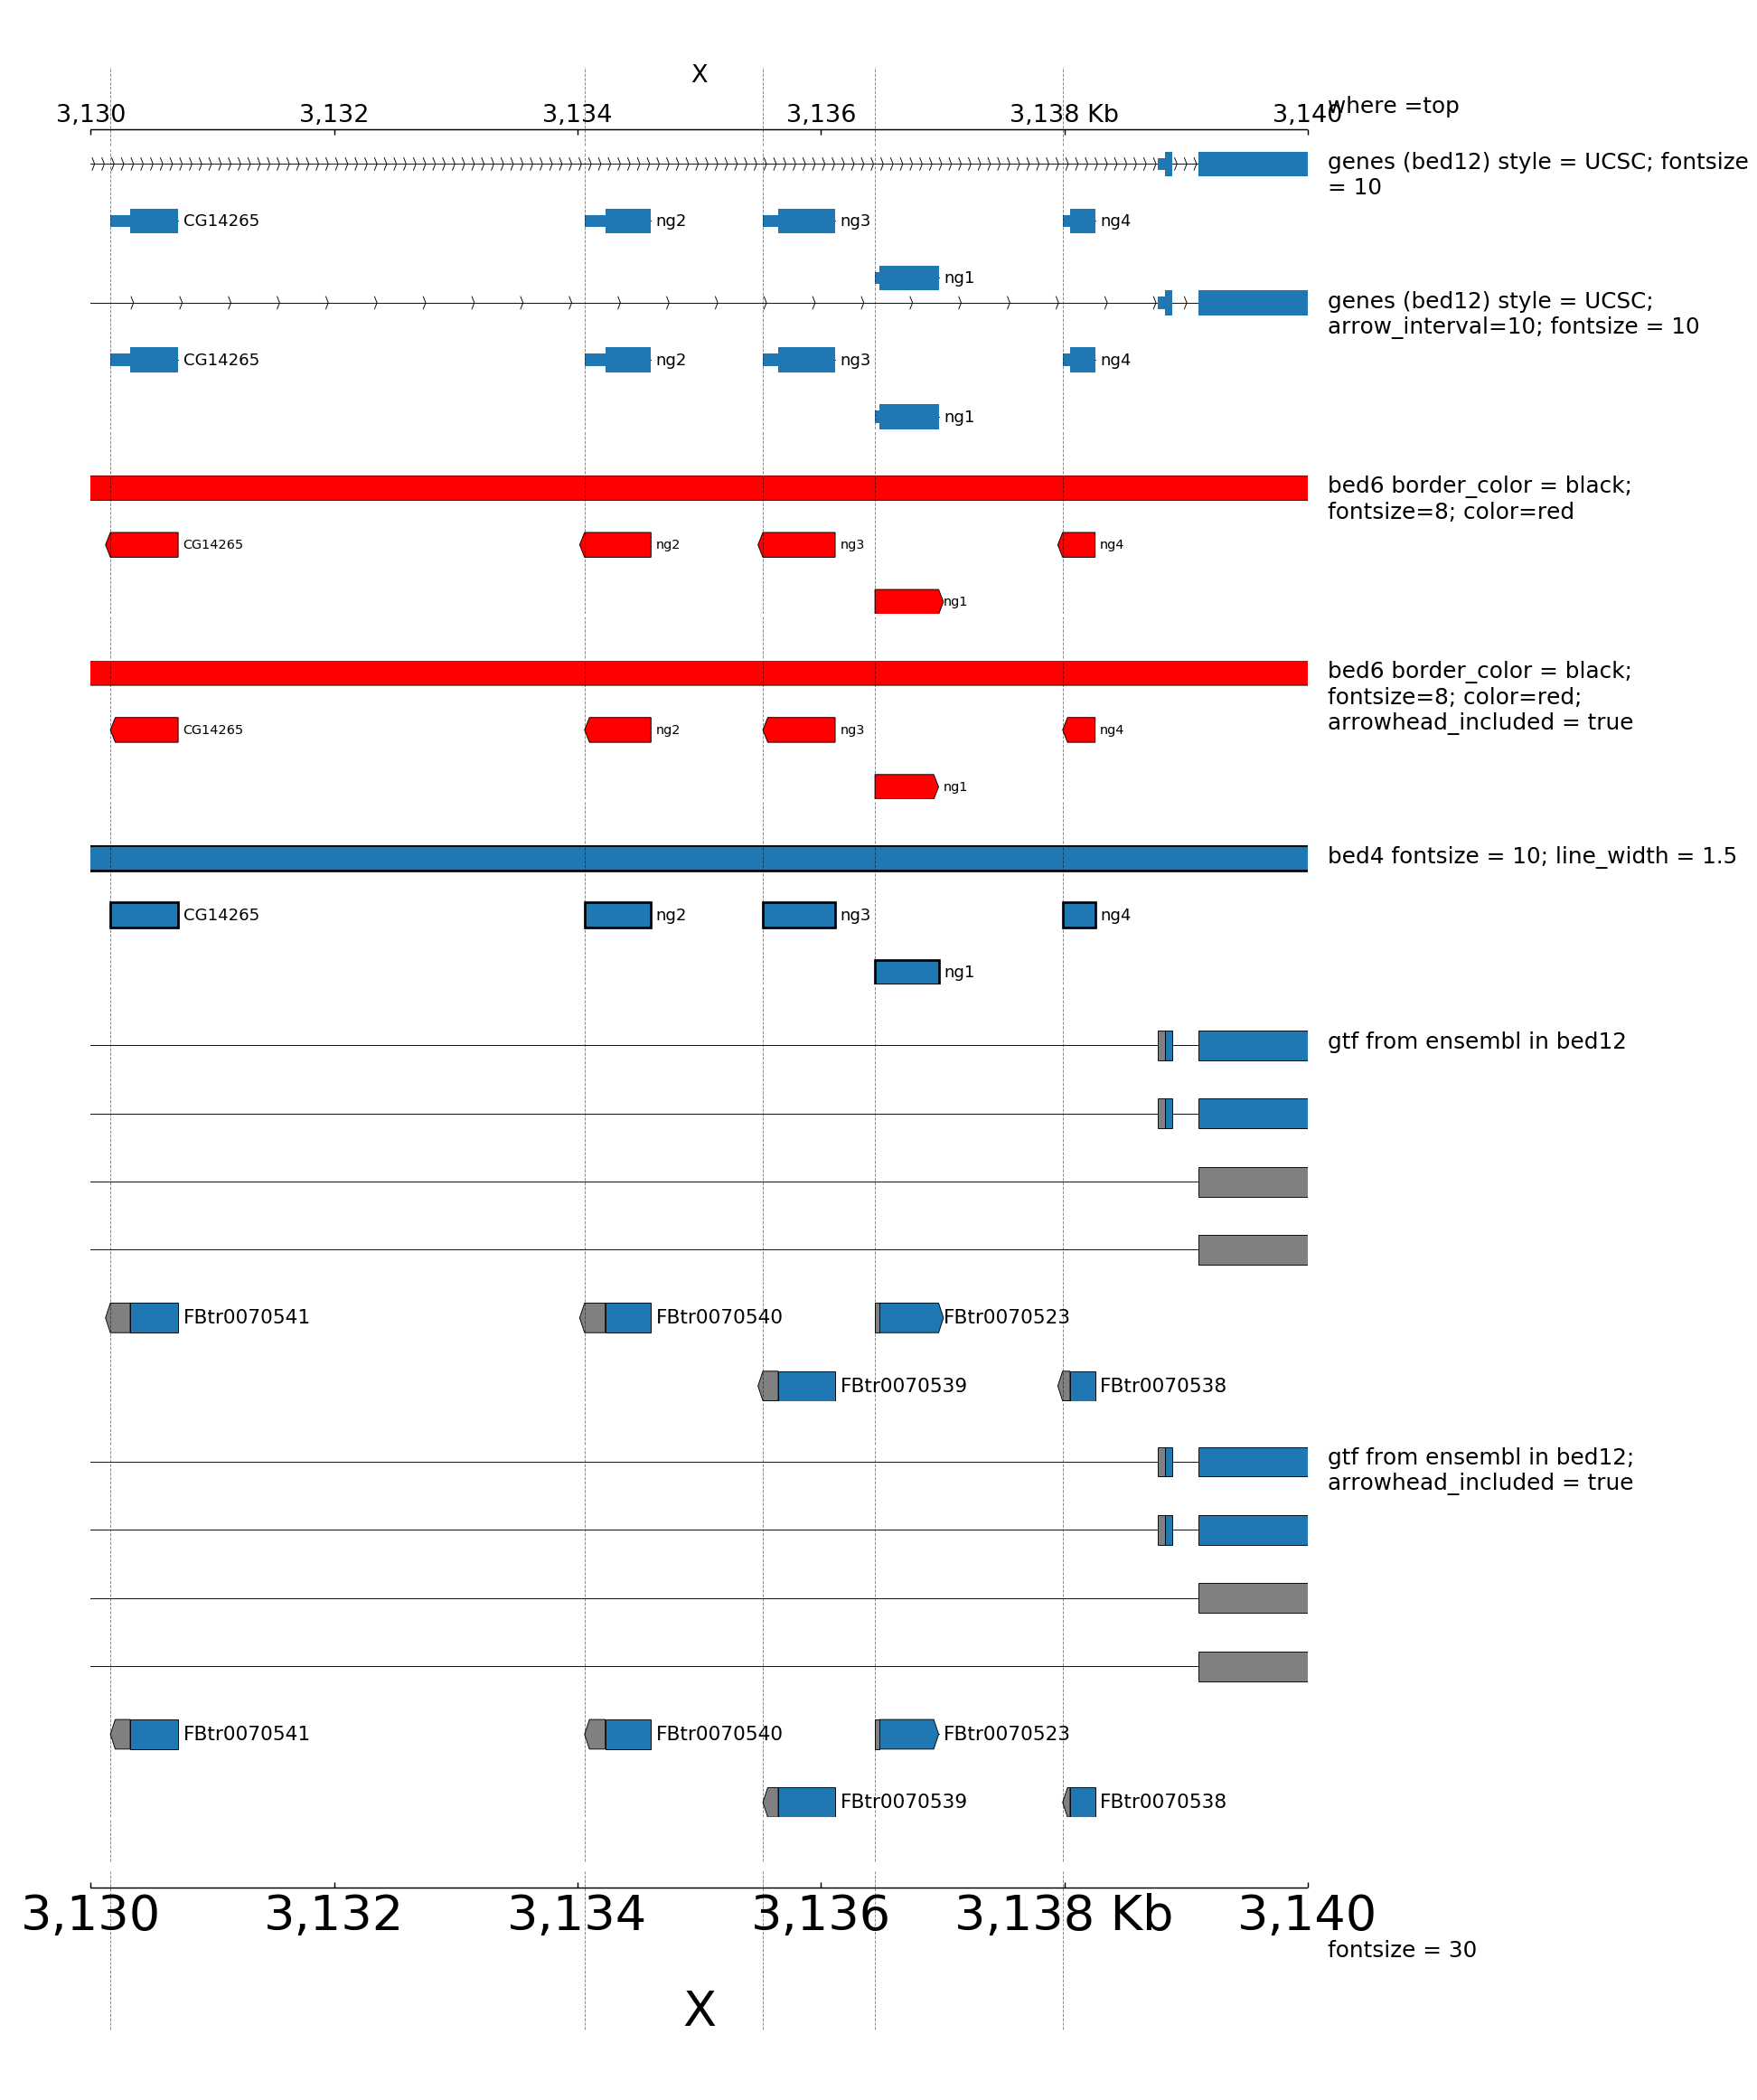 X
3,130 3,132 3,134 3,136 3,138 Kb 3,140
where =top
genes (bed12) style = UCSC; fontsize
= 10
CG14265 ng2 ng3 ng4
ng1
genes (bed12) style = UCSC;
arrow_interval=10; fontsize = 10
CG14265 ng2 ng3 ng4
ng1
bed6 border_color = black;
fontsize=8; color=red
CG14265 ng2 ng3 ng4
ng1
bed6 border_color = black;
fontsize=8; color=red;
arrowhead_included = true
CG14265 ng2 ng3 ng4
ng1
bed4 fontsize = 10; line_width = 1.5
CG14265 ng2 ng3 ng4
ng1
gtf from ensembl in bed12
FBtr0070541 FBtr0070540 FBtr0070523
FBtr0070539 FBtr0070538
gtf from ensembl in bed12;
arrowhead_included = true
FBtr0070541 FBtr0070540 FBtr0070523
FBtr0070539 FBtr0070538
3,130 3,132 3,134 3,136 3,138 Kb 3,140
fontsize = 30
X